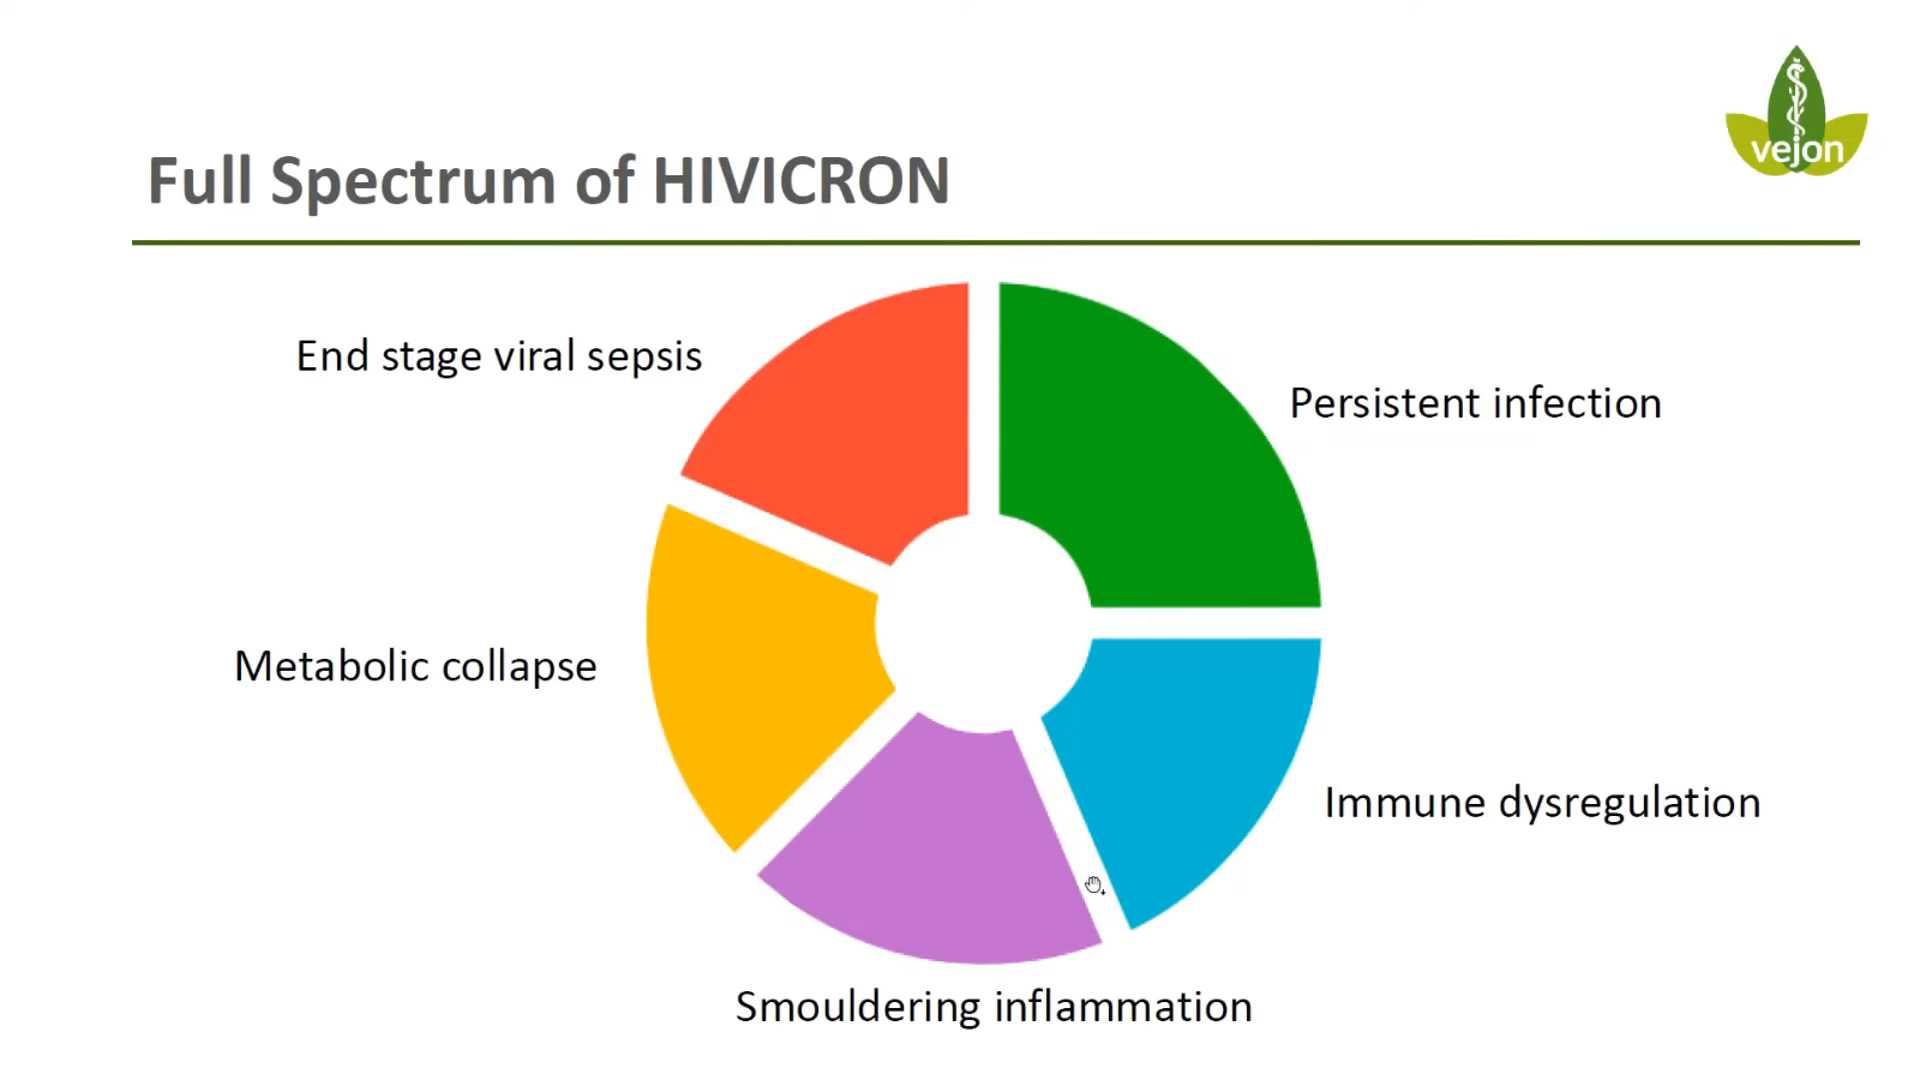 vejon
Full Spectrum of HIVICRON
End stage viral sepsis
Persistent infection
Metabolic collapse
Immune dysregulation
Smouldering inflammation